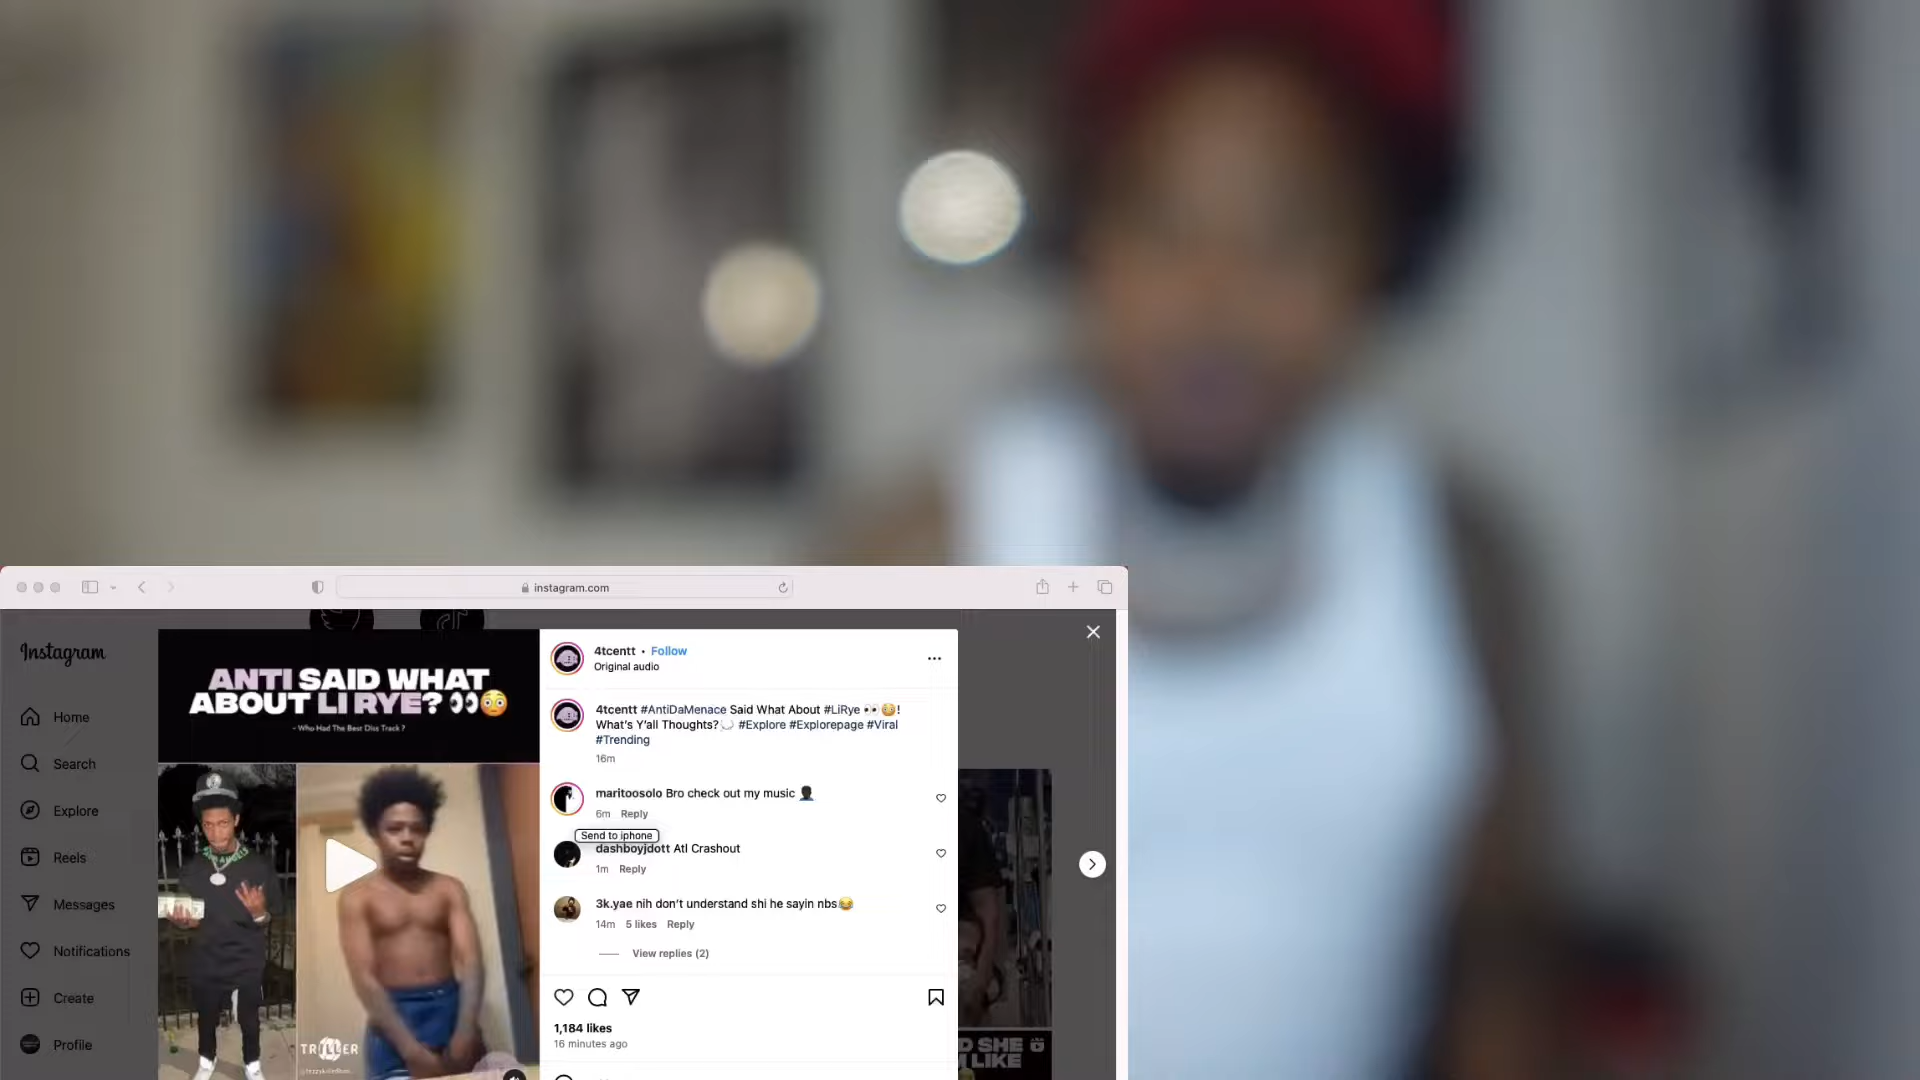 instagram.com
Instagram
Home
Search
Explore
Reels
Messages
Notifications
Create
Profile
ANTI SAID WHAT
ABOUT LI RYE? 👀😳
- Who Had The Best Diss Track ?
TRILLER
4tcentt • Follow
Original audio
4tcentt #AntiDaMenace Said What About #LiRye 👀😳!
What's Y'all Thoughts?💭 #Explore #Explorepage #Viral
#Trending
16m
maritoosolo Bro check out my music 👤
6m Reply
Send to iphone
dashboyjdott Atl Crashout
1m Reply
3k.yae nih don't understand shi he sayin nbs😂
14m 5 likes Reply
View replies (2)
1,184 likes
16 minutes ago
D SHE
LIKE